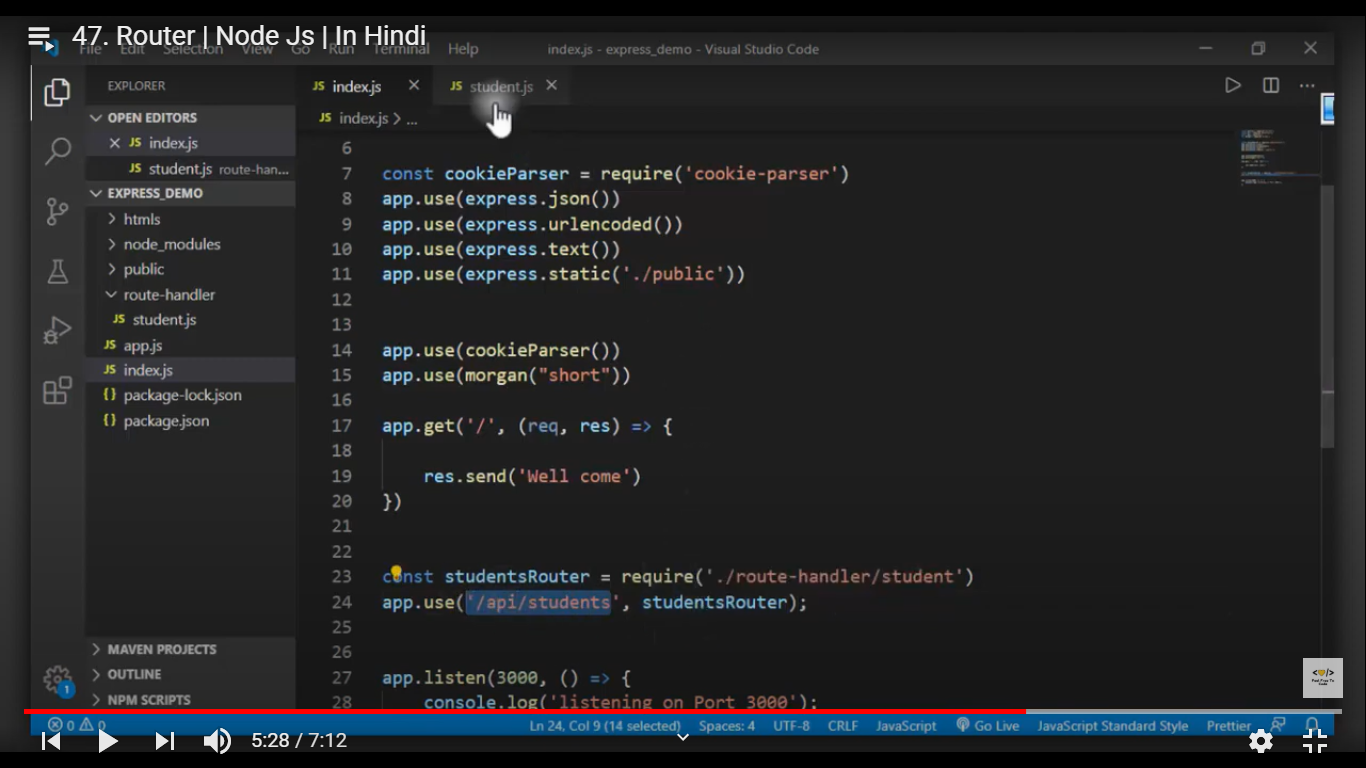 47. Router | Node Js | In Hindi
File Edit Selection View Go Run Terminal Help
index.js - express_demo - Visual Studio Code
EXPLORER
OPEN EDITORS
JS index.js
JS student.js route-han...
EXPRESS_DEMO
htmls
node_modules
public
route-handler
JS student.js
JS app.js
JS index.js
{} package-lock.json
{} package.json
MAVEN PROJECTS
OUTLINE
NPM SCRIPTS
1
JS index.js
JS student.js
JS index.js > ...
6
7 const cookieParser = require('cookie-parser')
8 app.use(express.json())
9 app.use(express.urlencoded())
10 app.use(express.text())
11 app.use(express.static('./public'))
12
13
14 app.use(cookieParser())
15 app.use(morgan("short"))
16
17 app.get('/', (req, res) => {
18
19 res.send('Well come')
20 })
21
22
23 const studentsRouter = require('./route-handler/student')
24 app.use('/api/students', studentsRouter);
25
26
27 app.listen(3000, () => {
28 console.log('listening on Port 3000');
0 0
Ln 24, Col 9 (14 selected) Spaces: 4 UTF-8 CRLF JavaScript Go Live JavaScript Standard Style Prettier
5:28 / 7:12